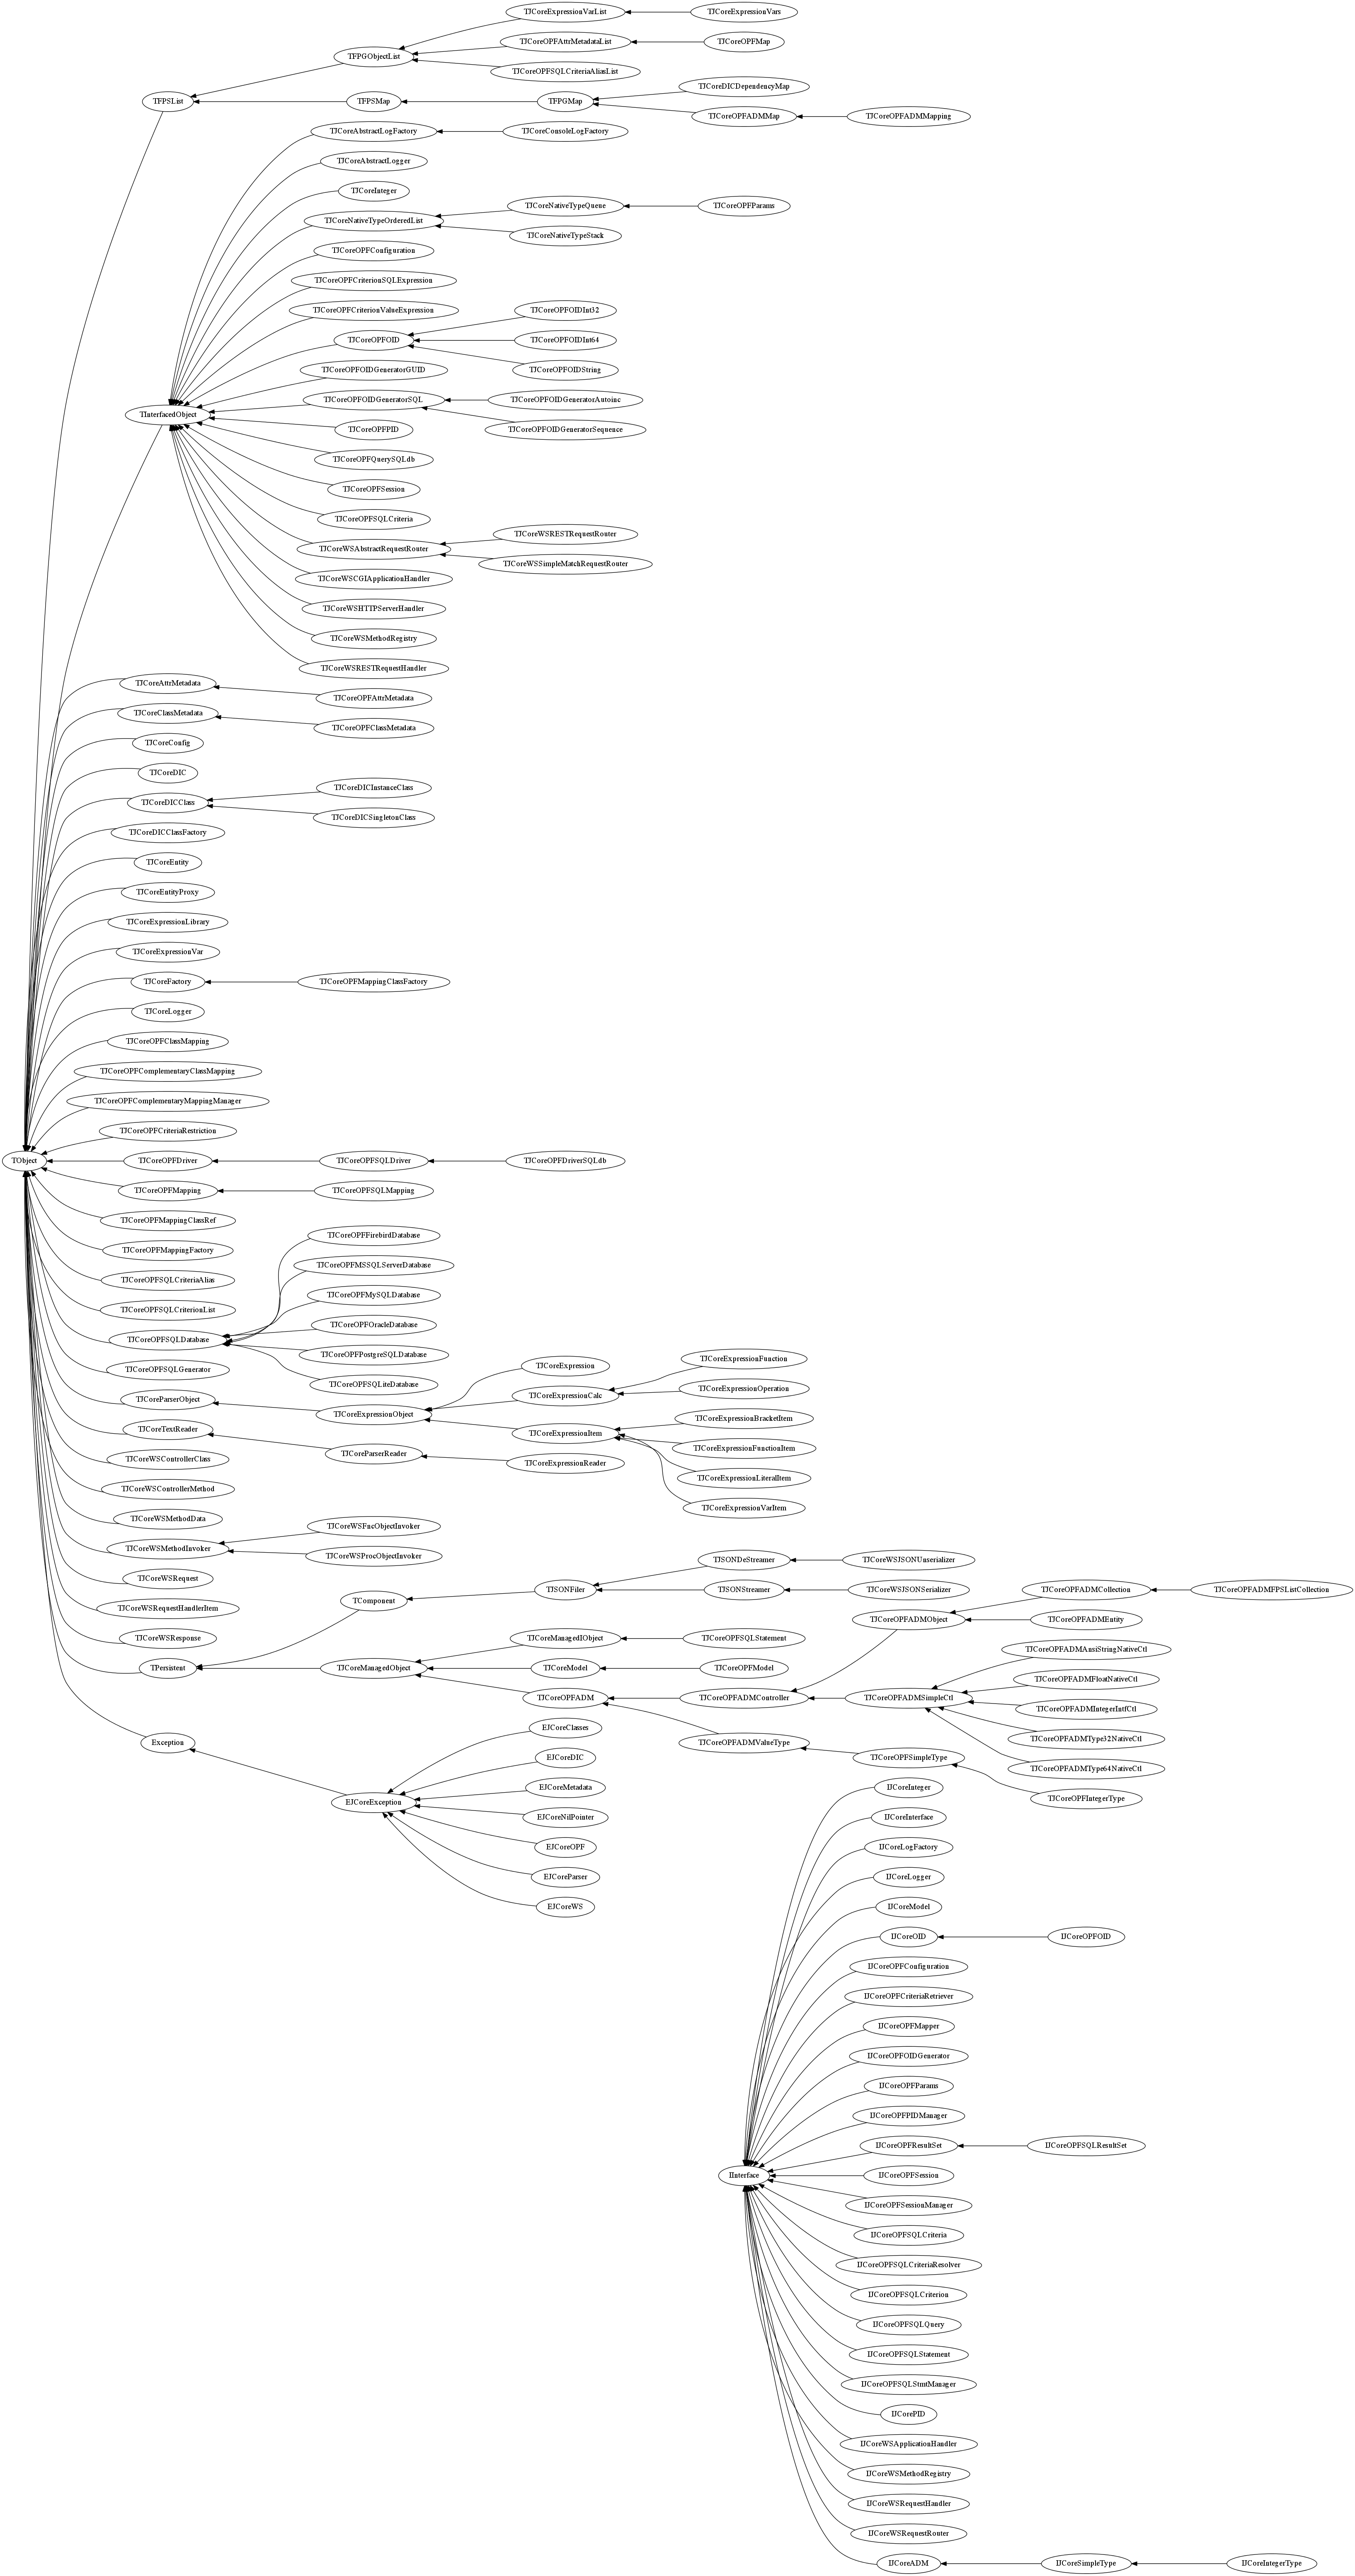 TJCoreExpressionVarList
TJCoreExpressionVars
TFPGObjectList
TJCoreOPFAttrMetadataList
TJCoreOPFMap
TJCoreOPFSQLCriteriaAliasList
TFPSList
TFPSMap
TFPGMap
TJCoreDICDependencyMap
TJCoreOPFADMMap
TJCoreOPFADMMapping
TJCoreAbstractLogFactory
TJCoreConsoleLogFactory
TJCoreAbstractLogger
TJCoreInteger
TJCoreNativeTypeOrderedList
TJCoreNativeTypeQueue
TJCoreOPFParams
TJCoreNativeTypeStack
TJCoreOPFConfiguration
TJCoreOPFCriterionSQLExpression
TJCoreOPFCriterionValueExpression
TJCoreOPFOIDInt32
TJCoreOPFOID
TJCoreOPFOIDInt64
TJCoreOPFOIDString
TJCoreOPFOIDGeneratorGUID
TJCoreOPFOIDGeneratorSQL
TJCoreOPFOIDGeneratorAutoinc
TInterfacedObject
TJCoreOPFPID
TJCoreOPFOIDGeneratorSequence
TJCoreOPFQuerySQLdb
TJCoreOPFSession
TJCoreOPFSQLCriteria
TJCoreWSAbstractRequestRouter
TJCoreWSRESTRequestRouter
TJCoreWSSimpleMatchRequestRouter
TJCoreWSCGIApplicationHandler
TJCoreWSHTTPServerHandler
TJCoreWSMethodRegistry
TJCoreWSRESTRequestHandler
TJCoreAttrMetadata
TJCoreOPFAttrMetadata
TJCoreClassMetadata
TJCoreOPFClassMetadata
TJCoreConfig
TJCoreDIC
TJCoreDICClass
TJCoreDICInstanceClass
TJCoreDICSingletonClass
TJCoreDICClassFactory
TJCoreEntity
TJCoreEntityProxy
TJCoreExpressionLibrary
TJCoreExpressionVar
TJCoreFactory
TJCoreOPFMappingClassFactory
TJCoreLogger
TJCoreOPFClassMapping
TJCoreOPFComplementaryClassMapping
TJCoreOPFComplementaryMappingManager
TJCoreOPFCriteriaRestriction
TObject
TJCoreOPFDriver
TJCoreOPFSQLDriver
TJCoreOPFDriverSQLdb
TJCoreOPFMapping
TJCoreOPFSQLMapping
TJCoreOPFMappingClassRef
TJCoreOPFMappingFactory
TJCoreOPFFirebirdDatabase
TJCoreOPFMSSQLServerDatabase
TJCoreOPFSQLCriteriaAlias
TJCoreOPFMySQLDatabase
TJCoreOPFSQLCriterionList
TJCoreOPFOracleDatabase
TJCoreOPFSQLDatabase
TJCoreOPFPostgreSQLDatabase
TJCoreOPFSQLGenerator
TJCoreOPFSQLiteDatabase
TJCoreExpression
TJCoreExpressionFunction
TJCoreParserObject
TJCoreExpressionObject
TJCoreExpressionCalc
TJCoreExpressionOperation
TJCoreTextReader
TJCoreExpressionItem
TJCoreExpressionBracketItem
TJCoreExpressionFunctionItem
TJCoreWSControllerClass
TJCoreParserReader
TJCoreExpressionReader
TJCoreExpressionLiteralItem
TJCoreWSControllerMethod
TJCoreExpressionVarItem
TJCoreWSMethodData
TJCoreWSFncObjectInvoker
TJCoreWSMethodInvoker
TJCoreWSProcObjectInvoker
TJCoreWSRequest
TJSONDeStreamer
TJCoreWSJSONUnserializer
TComponent
TJSONFiler
TJSONStreamer
TJCoreWSJSONSerializer
TJCoreOPFADMCollection
TJCoreOPFADMFPSListCollection
TJCoreWSRequestHandlerItem
TJCoreOPFADMObject
TJCoreOPFADMEntity
TJCoreWSResponse
TJCoreManagedIObject
TJCoreOPFSQLStatement
TJCoreOPFADMAnsiStringNativeCtl
TPersistent
TJCoreManagedObject
TJCoreModel
TJCoreOPFModel
TJCoreOPFADMFloatNativeCtl
TJCoreOPFADM
TJCoreOPFADMController
TJCoreOPFADMSimpleCtl
TJCoreOPFADMIntegerIntfCtl
TJCoreOPFADMType32NativeCtl
Exception
EJCoreClasses
TJCoreOPFADMValueType
TJCoreOPFSimpleType
TJCoreOPFADMType64NativeCtl
EJCoreDIC
TJCoreOPFIntegerType
EJCoreException
EJCoreMetadata
IJCoreInteger
EJCoreNilPointer
IJCoreInterface
EJCoreOPF
IJCoreLogFactory
EJCoreParser
IJCoreLogger
EJCoreWS
IJCoreModel
IJCoreOID
IJCoreOPFOID
IJCoreOPFConfiguration
IJCoreOPFCriteriaRetriever
IJCoreOPFMapper
IJCoreOPFOIDGenerator
IJCoreOPFParams
IJCoreOPFPIDManager
IJCoreOPFResultSet
IJCoreOPFSQLResultSet
IInterface
IJCoreOPFSession
IJCoreOPFSessionManager
IJCoreOPFSQLCriteria
IJCoreOPFSQLCriteriaResolver
IJCoreOPFSQLCriterion
IJCoreOPFSQLQuery
IJCoreOPFSQLStatement
IJCoreOPFSQLStmtManager
IJCorePID
IJCoreWSApplicationHandler
IJCoreWSMethodRegistry
IJCoreWSRequestHandler
IJCoreWSRequestRouter
IJCoreADM
IJCoreSimpleType
IJCoreIntegerType